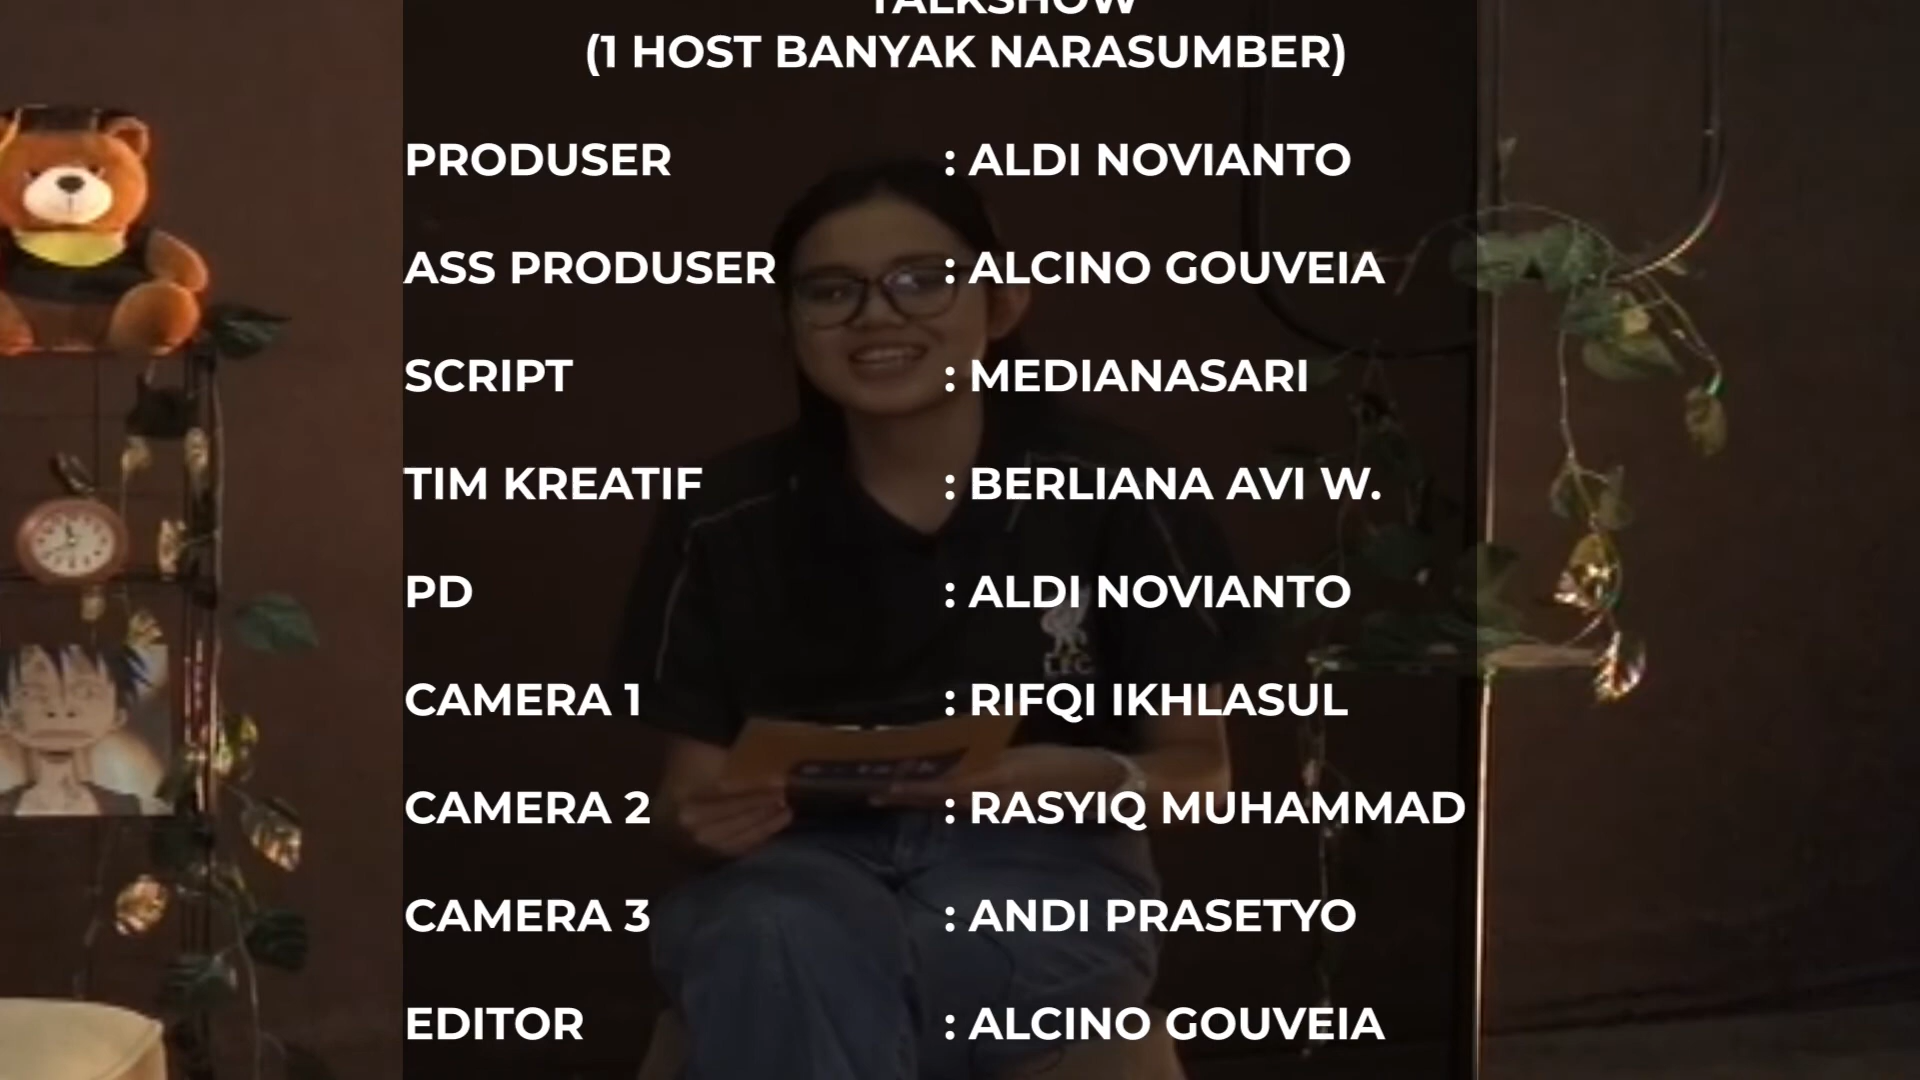 TALKSHOW
(1 HOST BANYAK NARASUMBER)
PRODUSER : ALDI NOVIANTO
ASS PRODUSER : ALCINO GOUVEIA
SCRIPT : MEDIANASARI
TIM KREATIF : BERLIANA AVI W.
PD : ALDI NOVIANTO
CAMERA 1 : RIFQI IKHLASUL
CAMERA 2 : RASYIQ MUHAMMAD
CAMERA 3 : ANDI PRASETYO
EDITOR : ALCINO GOUVEIA
L.F.C.